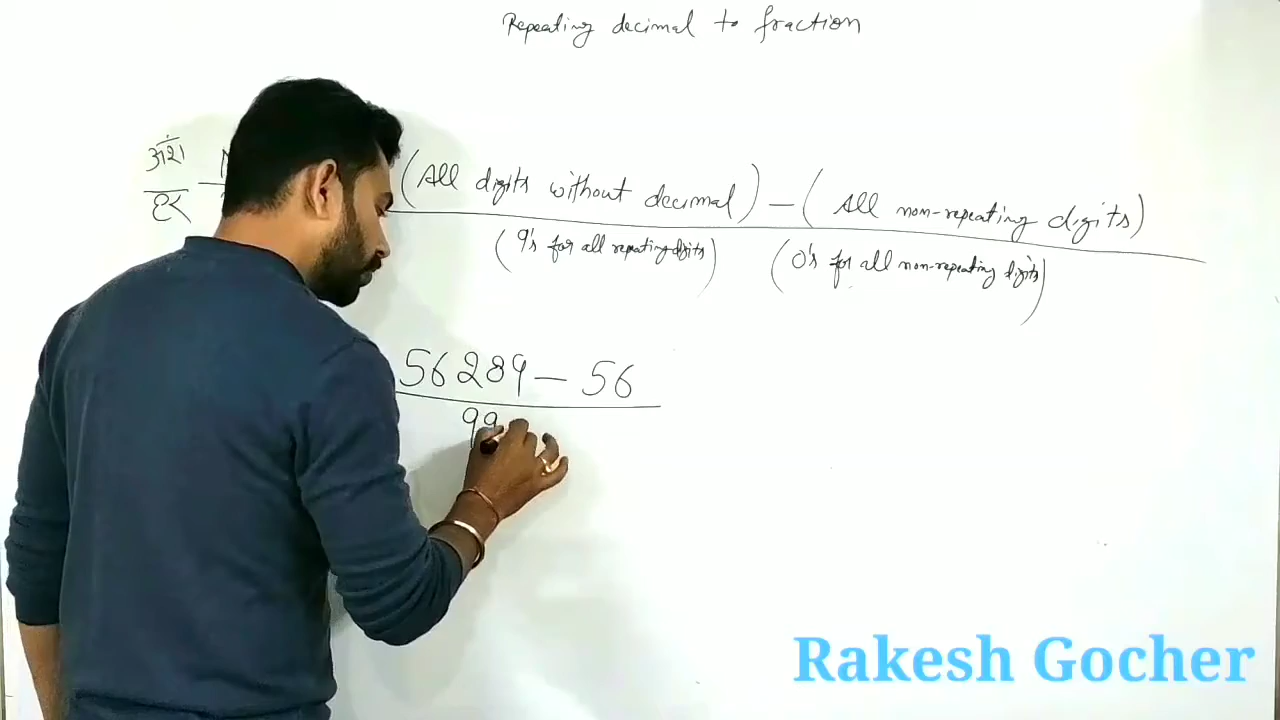 Repeating decimal to fraction
अंश (All digits without decimal) — (All non-repeating digits)
हर (9's for all repeating digits) (0's for all non-repeating digits)
56289 — 56
99
Rakesh Gocher